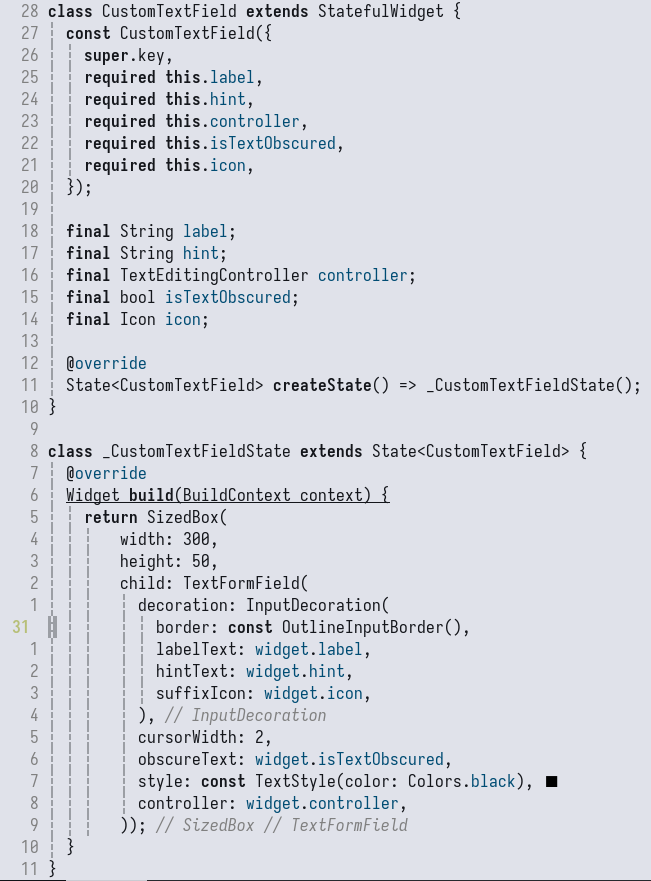 28 class CustomTextField extends StatefulWidget {
27 const CustomTextField({
26 super.key,
25 required this.label,
24 required this.hint,
23 required this.controller,
22 required this.isTextObscured,
21 required this.icon,
20 });
19
18 final String label;
17 final String hint;
16 final TextEditingController controller;
15 final bool isTextObscured;
14 final Icon icon;
13
12 @override
11 State<CustomTextField> createState() => _CustomTextFieldState();
10 }
9
8 class _CustomTextFieldState extends State<CustomTextField> {
7 @override
6 Widget build(BuildContext context) {
5 return SizedBox(
4 width: 300,
3 height: 50,
2 child: TextFormField(
1 decoration: InputDecoration(
31 border: const OutlineInputBorder(),
1 labelText: widget.label,
2 hintText: widget.hint,
3 suffixIcon: widget.icon,
4 ), // InputDecoration
5 cursorWidth: 2,
6 obscureText: widget.isTextObscured,
7 style: const TextStyle(color: Colors.black), ■
8 controller: widget.controller,
9 )); // SizedBox // TextFormField
10 }
11 }